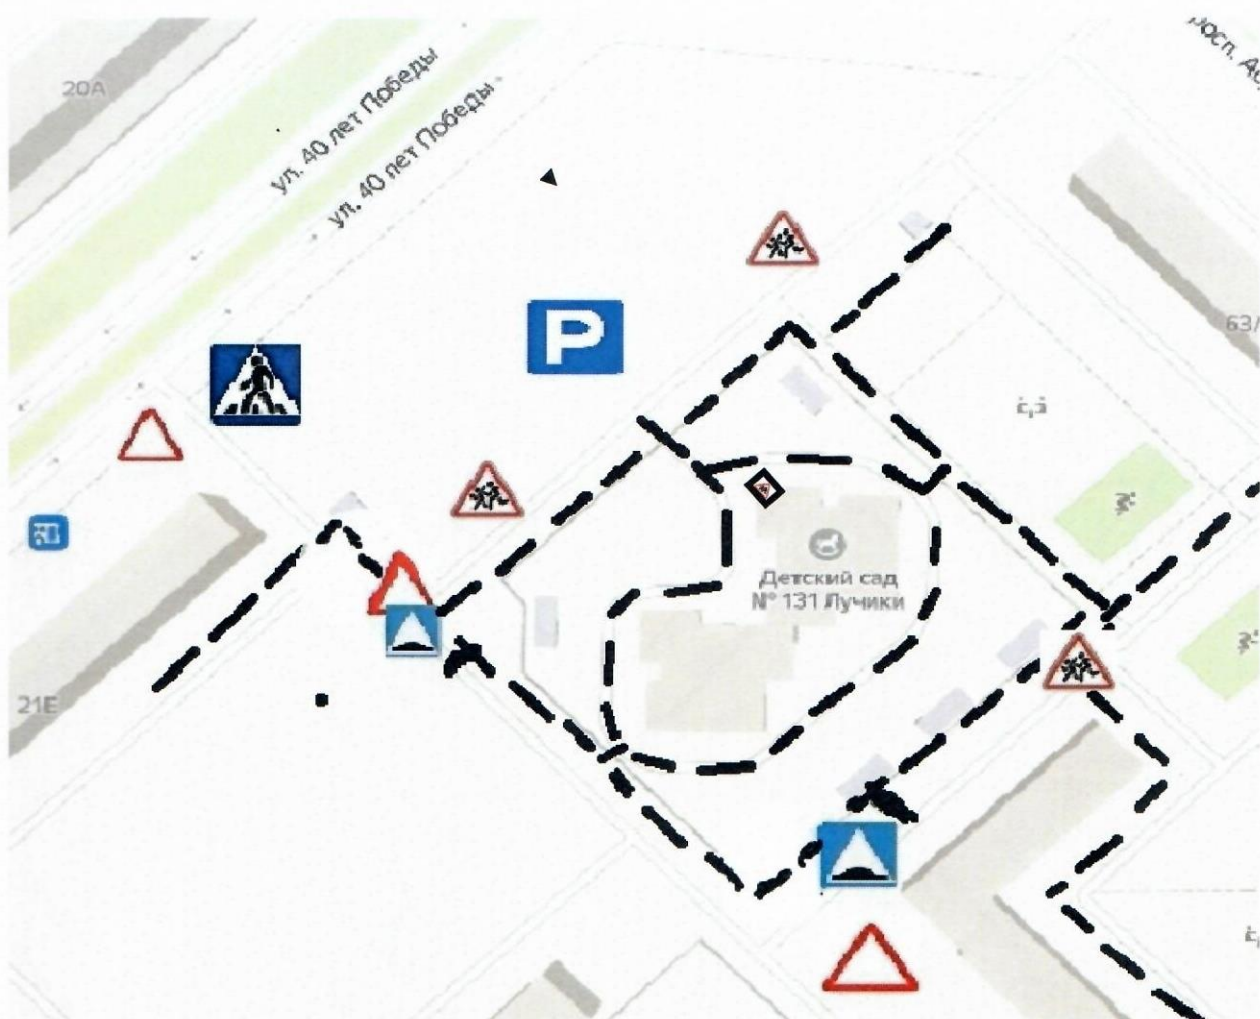 20А
ул. 40 лет Победы
ул. 40 лет Победы
P
21Е
Детский сад
№ 131 Лучики